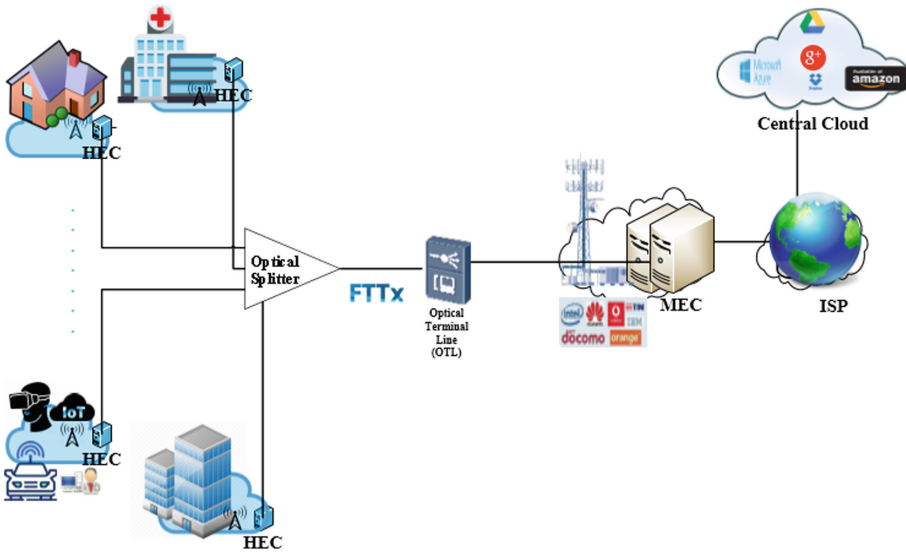 HEC
HEC
Microsoft
Azure
g+
Dropbox
amazon
Central Cloud
Optical
Splitter
FTTx
Optical
Terminal
Line
(OTL)
MEC
ISP
intel
HUAWEI
IBM
docomo
orange
IoT
HEC
HEC